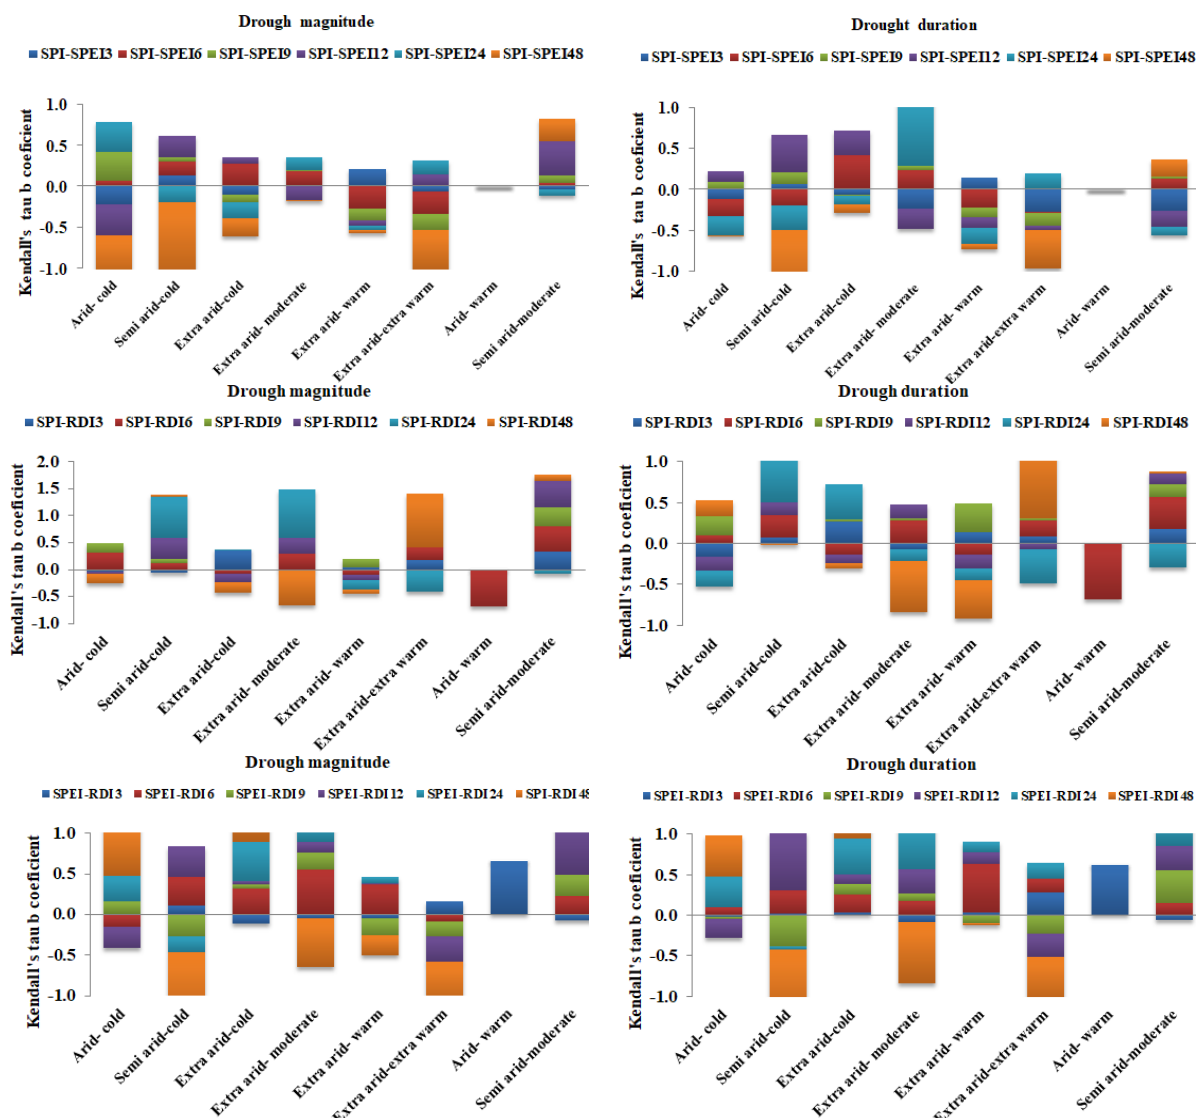 Drough magnitude
SPI-SPEI3 SPI-SPEI6 SPI-SPEI9 SPI-SPEI12 SPI-SPEI24 SPI-SPEI48
Kendall's tau b coeficient
1.0
0.5
0.0
-0.5
-1.0
Arid- cold
Semi arid-cold
Extra arid-cold
Extra arid- moderate
Extra arid- warm
Extra arid-extra warm
Arid- warm
Semi arid-moderate
Drought duration
SPI-SPEI3 SPI-SPEI6 SPI-SPEI9 SPI-SPEI12 SPI-SPEI24 SPI-SPEI48
Kendall's tau b coeficient
1.0
0.5
0.0
-0.5
-1.0
Arid- cold
Semi arid-cold
Extra arid-cold
Extra arid- moderate
Extra arid- warm
Extra arid-extra warm
Arid- warm
Semi arid-moderate
Drough magnitude
SPI-RDI3 SPI-RDI6 SPI-RDI9 SPI-RDI12 SPI-RDI24 SPI-RDI48
Kendall's tau b coeficient
2.0
1.5
1.0
0.5
0.0
-0.5
-1.0
Arid- cold
Semi arid-cold
Extra arid-cold
Extra arid- moderate
Extra arid- warm
Extra arid-extra warm
Arid- warm
Semi arid-moderate
Drough duration
SPI-RDI3 SPI-RDI6 SPI-RDI9 SPI-RDI12 SPI-RDI24 SPI-RDI48
Kendall's tau b coeficient
1.0
0.5
0.0
-0.5
-1.0
Arid- cold
Semi arid-cold
Extra arid-cold
Extra arid- moderate
Extra arid- warm
Extra arid-extra warm
Arid- warm
Semi arid-moderate
Drough magnitude
SPEI-RDI3 SPEI-RDI6 SPEI-RDI9 SPEI-RDI12 SPEI-RDI24 SPI-RDI48
Kendall's tau b coeficient
1.0
0.5
0.0
-0.5
-1.0
Arid- cold
Semi arid-cold
Extra arid-cold
Extra arid- moderate
Extra arid- warm
Extra arid-extra warm
Arid- warm
Semi arid-moderate
Drough duration
SPEI-RDI3 SPEI-RDI6 SPEI-RDI9 SPEI-RDI12 SPEI-RDI24 SPEI-RDI48
Kendall's tau b coeficient
1.0
0.5
0.0
-0.5
-1.0
Arid- cold
Semi arid-cold
Extra arid-cold
Extra arid- moderate
Extra arid- warm
Extra arid-extra warm
Arid- warm
Semi arid-moderate